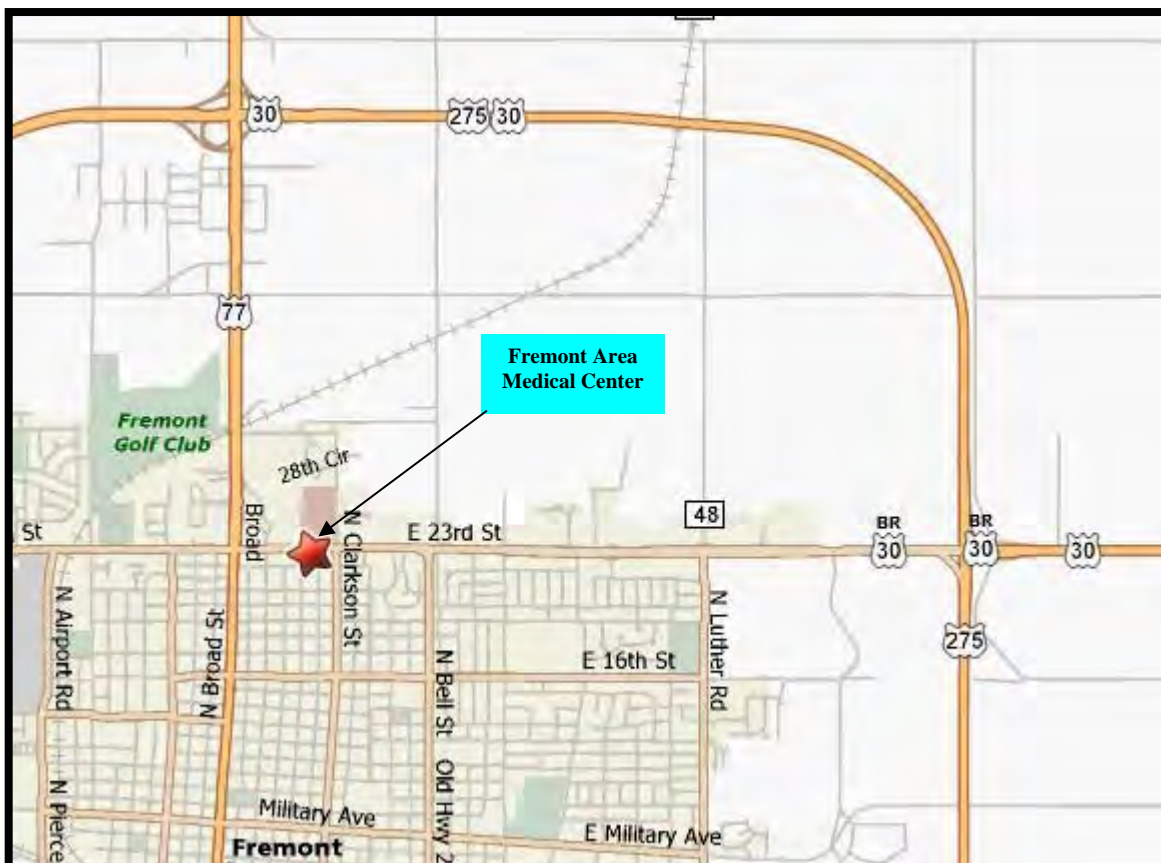 30
275 30
77
Fremont Area
Medical Center
Fremont
Golf Club
28th Cir
48
St
Broad
N Clarkson St
E 23rd St
BR
30
BR
30
30
N Airport Rd
N Broad St
N Bell St
N Luther Rd
E 16th St
275
N Pierce
Military Ave
Old Hwy 2
E Military Ave
Fremont